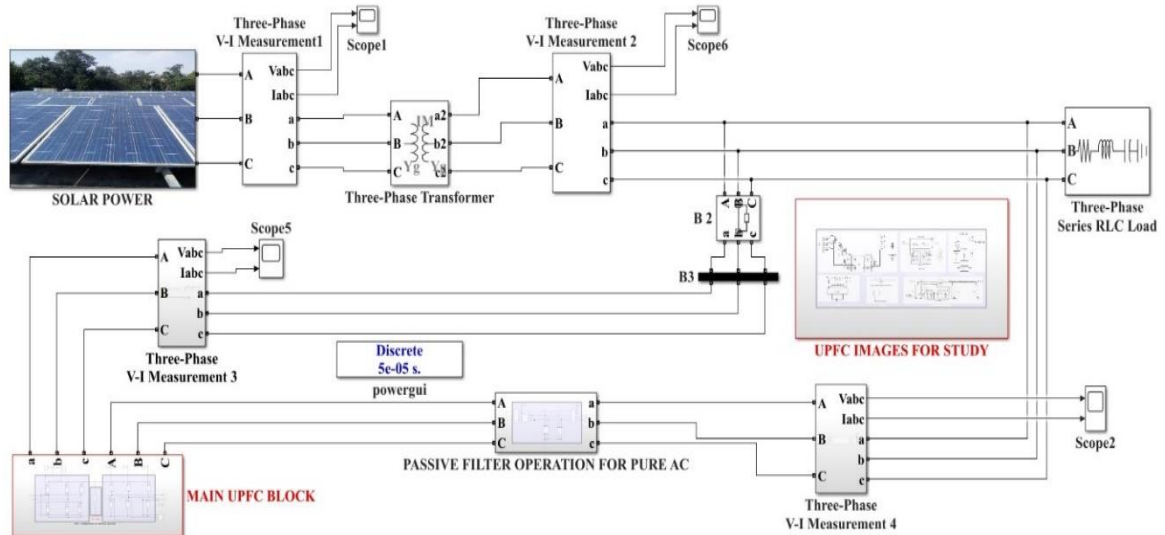 Three-Phase
V-I Measurement1
Scope1
Vabc
Iabc
A
B
C
a
b
c
SOLAR POWER
A
B
C
a2
b2
c2
Yg
Yg
Three-Phase Transformer
Three-Phase
V-I Measurement 2
Scope6
Vabc
Iabc
A
B
C
a
b
c
A
B
C
Three-Phase
Series RLC Load
B 2
A
B
C
a
b
c
B3
UPFC IMAGES FOR STUDY
Scope5
Vabc
Iabc
A
B
C
a
b
c
Three-Phase
V-I Measurement 3
Discrete
5e-05 s.
powergui
A
B
C
a
b
c
PASSIVE FILTER OPERATION FOR PURE AC
Vabc
Iabc
A
B
C
a
b
c
Scope2
Three-Phase
V-I Measurement 4
a
b
c
A
B
C
MAIN UPFC BLOCK